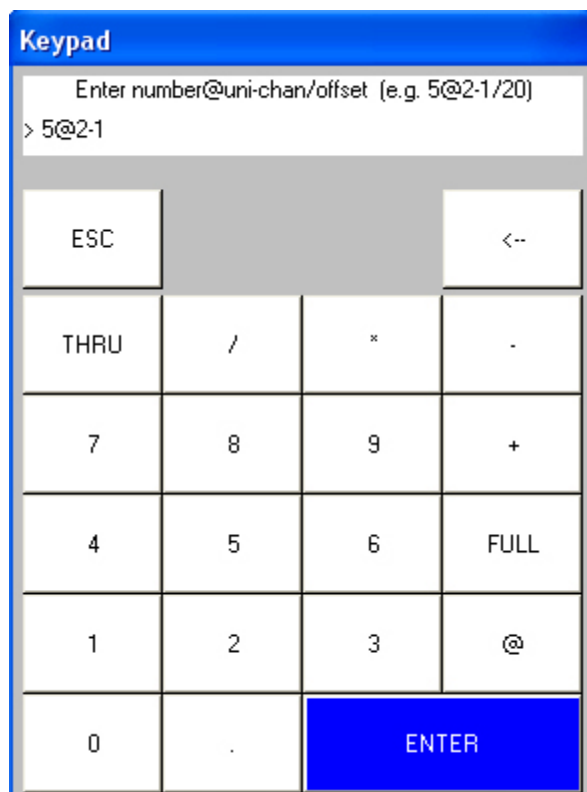 Keypad
Enter number@uni-chan/offset (e.g. 5@2-1/20)
> 5@2-1
ESC <--
THRU / * -
7 8 9 +
4 5 6 FULL
1 2 3 @
0 . ENTER